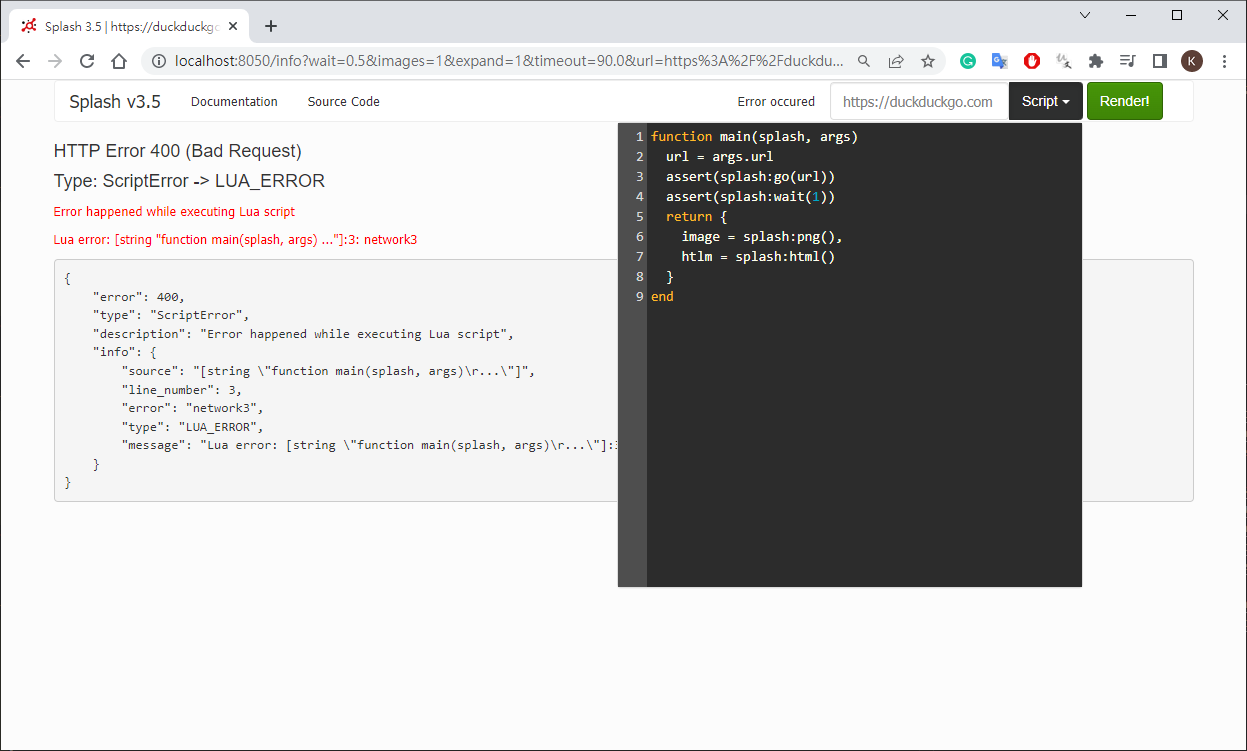 Splash 3.5 | https://duckduckgo
localhost:8050/info?wait=0.5&images=1&expand=1&timeout=90.0&url=https%3A%2F%2Fduckdu...
K
Splash v3.5 Documentation Source Code Error occured https://duckduckgo.com Script Render!
HTTP Error 400 (Bad Request)
Type: ScriptError -> LUA_ERROR
Error happened while executing Lua script
Lua error: [string "function main(splash, args) ..."]:3: network3
{
    "error": 400,
    "type": "ScriptError",
    "description": "Error happened while executing Lua script",
    "info": {
        "source": "[string \"function main(splash, args)\r...\"]",
        "line_number": 3,
        "error": "network3",
        "type": "LUA_ERROR",
        "message": "Lua error: [string \"function main(splash, args)\r...\"]:3
    }
}
1 function main(splash, args)
2   url = args.url
3   assert(splash:go(url))
4   assert(splash:wait(1))
5   return {
6     image = splash:png(),
7     htlm = splash:html()
8   }
9 end